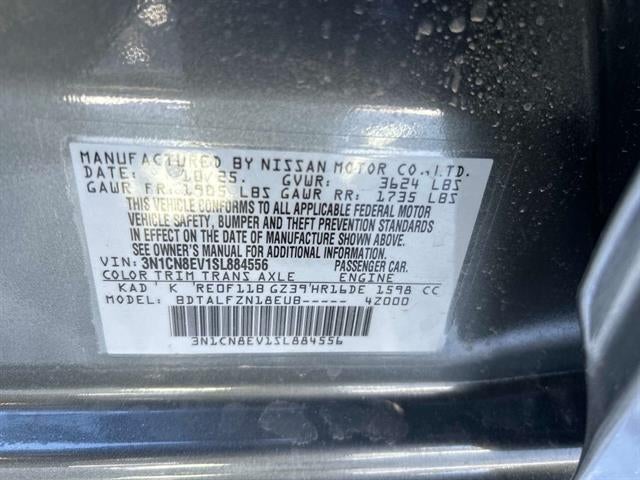 MANUFACTURED BY NISSAN MOTOR CO.,LTD.
DATE: 10/25. GVWR: 3624 LBS
GAWR FR: 1905 LBS GAWR RR: 1735 LBS
THIS VEHICLE CONFORMS TO ALL APPLICABLE FEDERAL MOTOR
VEHICLE SAFETY, BUMPER AND THEFT PREVENTION STANDARDS
IN EFFECT ON THE DATE OF MANUFACTURE SHOWN ABOVE.
SEE OWNER'S MANUAL FOR ADDITIONAL INFORMATION.
VIN: 3N1CN8EV1SL884556 PASSENGER CAR.
COLOR TRIM TRANS AXLE ENGINE
KAD K RE0F11B GZ39 HR16DE 1598 CC
MODEL: BDTALFZN18EUB----- 4Z000
3N1CN8EV1SL884556